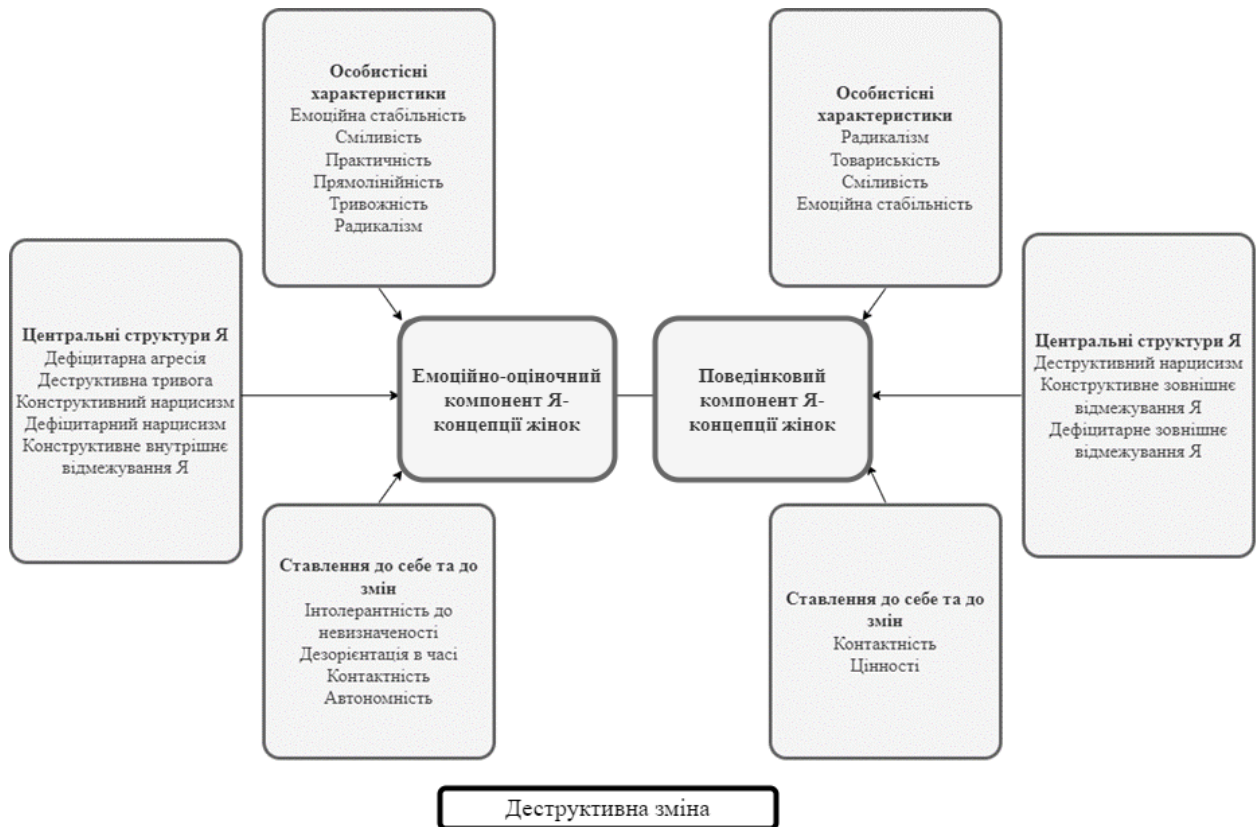 Особистісні
характеристики
Емоційна стабільність
Сміливість
Практичність
Прямолінійність
Тривожність
Радикалізм
Особистісні
характеристики
Радикалізм
Товариськість
Сміливість
Емоційна стабільність
Центральні структури Я
Дефіцитарна агресія
Деструктивна тривога
Конструктивний нарцисизм
Дефіцитарний нарцисизм
Конструктивне внутрішнє
відмежування Я
Емоційно-оціночний
компонент Я-
концепції жінок
Поведінковий
компонент Я-
концепції жінок
Центральні структури Я
Деструктивний нарцисизм
Конструктивне зовнішнє
відмежування Я
Дефіцитарне зовнішнє
відмежування Я
Ставлення до себе та до
змін
Інтолерантність до
невизначеності
Дезорієнтація в часі
Контактність
Автономність
Ставлення до себе та до
змін
Контактність
Цінності
Деструктивна зміна